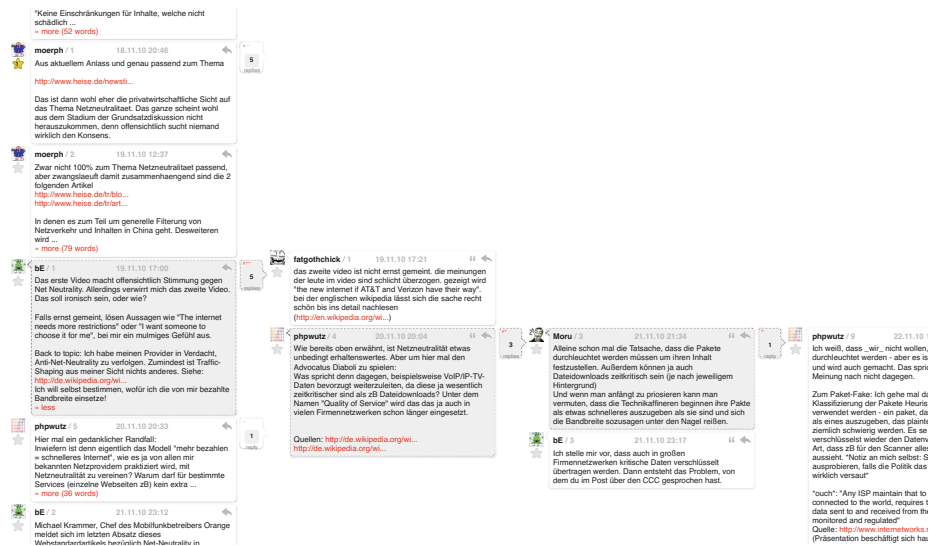 "Keine Einschränkungen für Inhalte, welche nicht
schädlich ...
» more (52 words)
moerph / 1 18.11.10 20:46
Aus aktuellem Anlass und genau passend zum Thema
http://www.heise.de/newsti...
Das ist dann wohl eher die privatwirtschaftliche Sicht auf
das Thema Netzneutralitaet. Das ganze scheint wohl
aus dem Stadium der Grundsatzdiskussion nicht
herauszukommen, denn offensichtlich sucht niemand
wirklich den Konsens.
5
replies
moerph / 2 19.11.10 12:37
Zwar nicht 100% zum Thema Netzneutralitaet passend,
aber zwangslaeuft damit zusammenhaengend sind die 2
folgenden Artikel
http://www.heise.de/tr/blo...
http://www.heise.de/tr/art...
In denen es zum Teil um generelle Filterung von
Netzverkehr und Inhalten in China geht. Desweiteren
wird ...
» more (79 words)
bE / 1 19.11.10 17:00
Das erste Video macht offensichtlich Stimmung gegen
Net Neutrality. Allerdings verwirrt mich das zweite Video.
Das soll ironisch sein, oder wie?
Falls ernst gemeint, lösen Aussagen wie "The internet
needs more restrictions" oder "I want someone to
choose it for me", bei mir ein mulmiges Gefühl aus.
Back to topic: Ich habe meinen Provider in Verdacht,
Anti-Net-Neutrality zu verfolgen. Zumindest ist Traffic-
Shaping aus meiner Sicht nichts anderes. Siehe:
http://de.wikipedia.org/wi...
Ich will selbst bestimmen, wofür ich die von mir bezahlte
Bandbreite einsetze!
» less
5
replies
phpwutz / 5 20.11.10 20:33
Hier mal ein gedanklicher Randfall:
Inwiefern ist denn eigentlich das Modell "mehr bezahlen
= schnelleres Internet", wie es ja von allen mir
bekannten Netzprovidern praktiziert wird, mit
Netzneutralität zu vereinen? Warum darf für bestimmte
Services (einzelne Webseiten zB) kein extra ...
» more (36 words)
1
reply
bE / 2 21.11.10 23:12
Michael Krammer, Chef des Mobilfunkbetreibers Orange
meldet sich im letzten Absatz dieses
Webstandardartikels bezüglich Net-Neutrality in
fatgothchick / 1 19.11.10 17:21
das zweite video ist nicht ernst gemeint. die meinungen
der leute im video sind schlicht überzogen. gezeigt wird
"the new internet if AT&T and Verizon have their way".
bei der englischen wikipedia lässt sich die sache recht
schön bis ins detail nachlesen
(http://en.wikipedia.org/wi...)
phpwutz / 4 20.11.10 20:04
Wie bereits oben erwähnt, ist Netzneutralität etwas
unbedingt erhaltenswertes. Aber um hier mal den
Advocatus Diaboli zu spielen:
Was spricht denn dagegen, beispielsweise VoIP/IP-TV-
Daten bevorzugt weiterzuleiten, da diese ja wesentlich
zeitkritischer sind als zB Dateidownloads? Unter dem
Namen "Quality of Service" wird das das ja auch in
vielen Firmennetzwerken schon länger eingesetzt.
Quellen: http://de.wikipedia.org/wi...
http://de.wikipedia.org/wi...
3
replies
Moru / 3 21.11.10 21:34
Alleine schon mal die Tatsache, dass die Pakete
durchleuchtet werden müssen um ihren Inhalt
festzustellen. Außerdem können ja auch
Dateidownloads zeitkritisch sein (je nach jeweiligem
Hintergrund)
Und wenn man anfängt zu priosieren kann man
vermuten, dass die Technikaffineren beginnen ihre Pakte
als etwas schnelleres auszugeben als sie sind und sich
die Bandbreite sozusagen unter den Nagel reißen.
1
reply
bE / 3 21.11.10 23:17
Ich stelle mir vor, dass auch in großen
Firmennetzwerken kritische Daten verschlüsselt
übertragen werden. Dann entsteht das Problem, von
dem du im Post über den CCC gesprochen hast.
phpwutz / 9 22.11.10
Ich weiß, dass _wir_ nicht wollen,
durchleuchtet werden - aber es is
und wird auch gemacht. Das spric
Meinung nach nicht dagegen.
Zum Paket-Fake: Ich gehe mal da
Klassifizierung der Pakete Heuris
verwendet werden - ein paket, da
als eines auszugeben, das plainte
ziemlich schwierig werden. Es se
verschlüsselst wieder den Datenv
Art, dass zB für den Scanner alles
aussieht. *Notiz an mich selbst: S
ausprobieren, falls die Politik das
wirklich versaut*
*ouch*: "Any ISP maintain that to
connected to the world, requires t
data sent to and received from the
monitored and regulated"
Quelle: http://www.internetworks.
(Präsentation beschäftigt sich hau